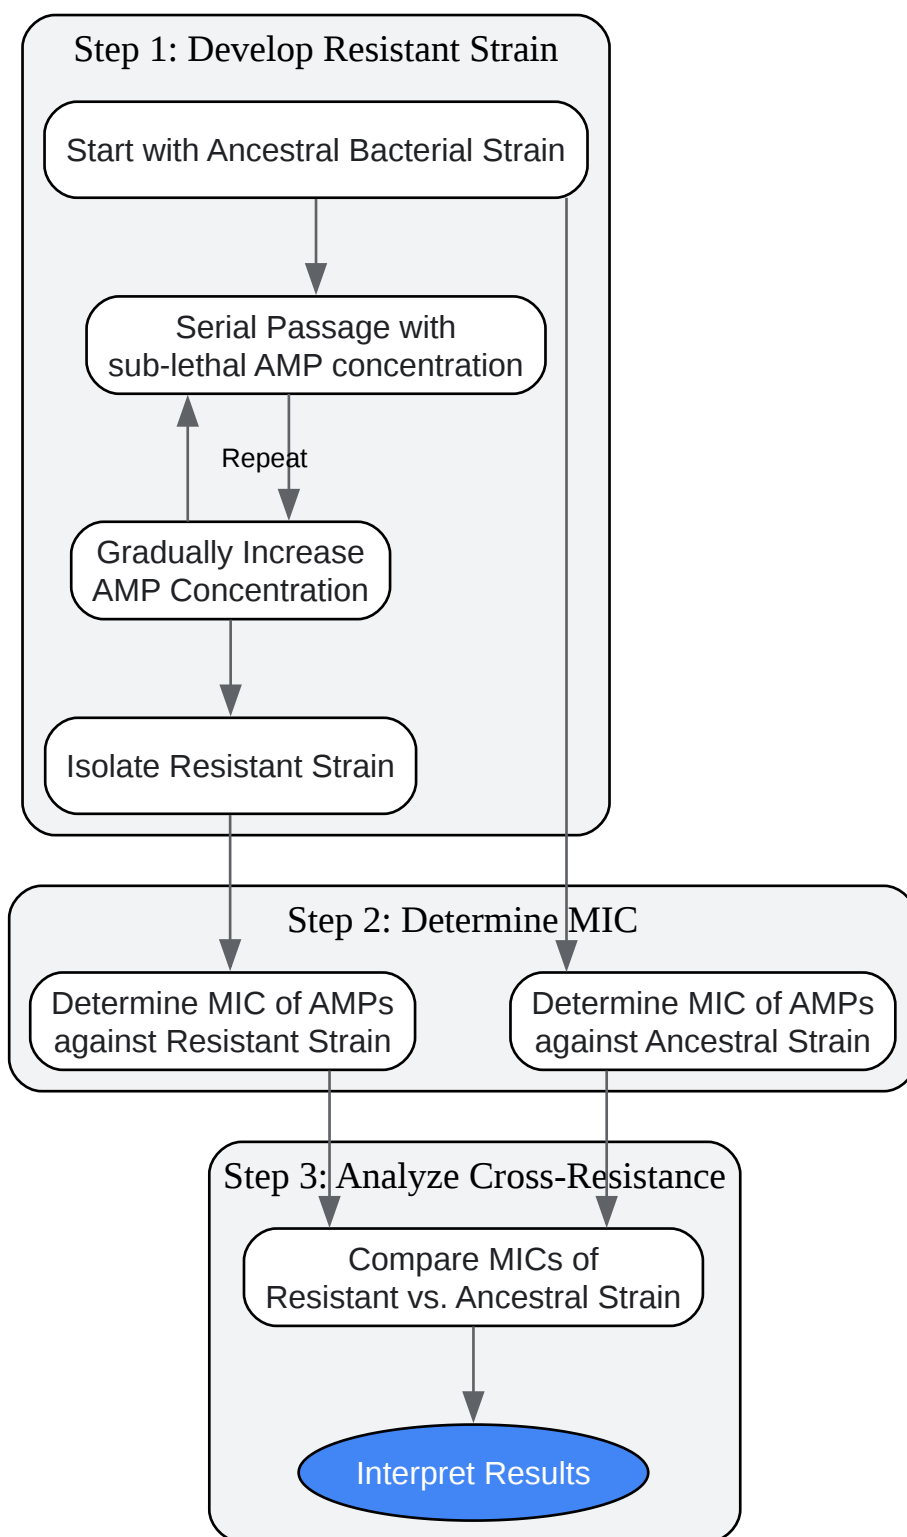 Step 1: Develop Resistant Strain
Start with Ancestral Bacterial Strain
Serial Passage with
sub-lethal AMP concentration
Repeat
Gradually Increase
AMP Concentration
Isolate Resistant Strain
Step 2: Determine MIC
Determine MIC of AMPs
against Resistant Strain
Determine MIC of AMPs
against Ancestral Strain
Step 3: Analyze Cross-Resistance
Compare MICs of
Resistant vs. Ancestral Strain
Interpret Results